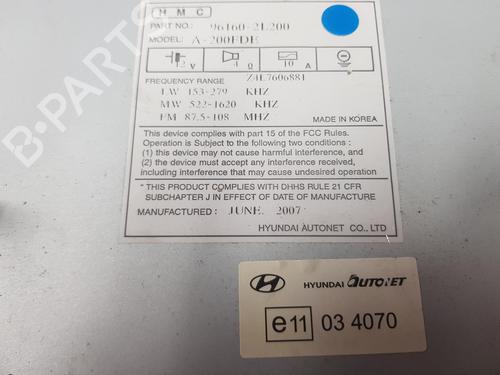 H M C
PART NO.: 96160-2L200
MODEL: A-200FDE
12 V 4 Ω 10 A
FREQUENCY RANGE Z4L7606881
LW 153-279 KHZ
MW 522-1620 KHZ
FM 87.5-108 MHZ MADE IN KOREA
This device complies with part 15 of the FCC Rules.
Operation is Subject to the following two conditions :
(1) this device may not cause harmful interference, and
(2) the device must accept any interference received,
including interference that may cause undesired operation
* THIS PRODUCT COMPLIES WITH DHHS RULE 21 CFR
SUBCHAPTER J IN EFFECT OF DATE OF MANUFACTURE
MANUFACTURED : JUNE. 2007
HYUNDAI AUTONET CO., LTD
HYUNDAI AUTONET
e11 03 4070
B-PARTS